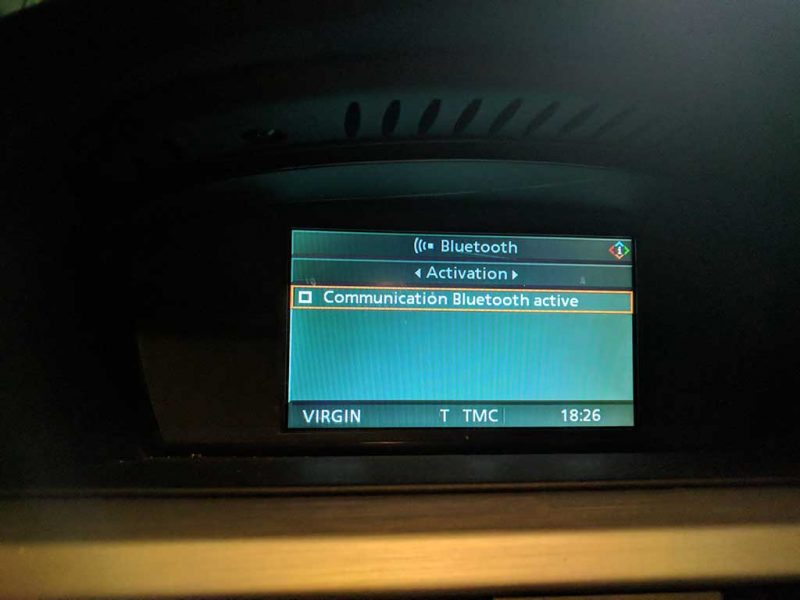 Bluetooth
Activation
Communication Bluetooth active
VIRGIN T TMC 18:26